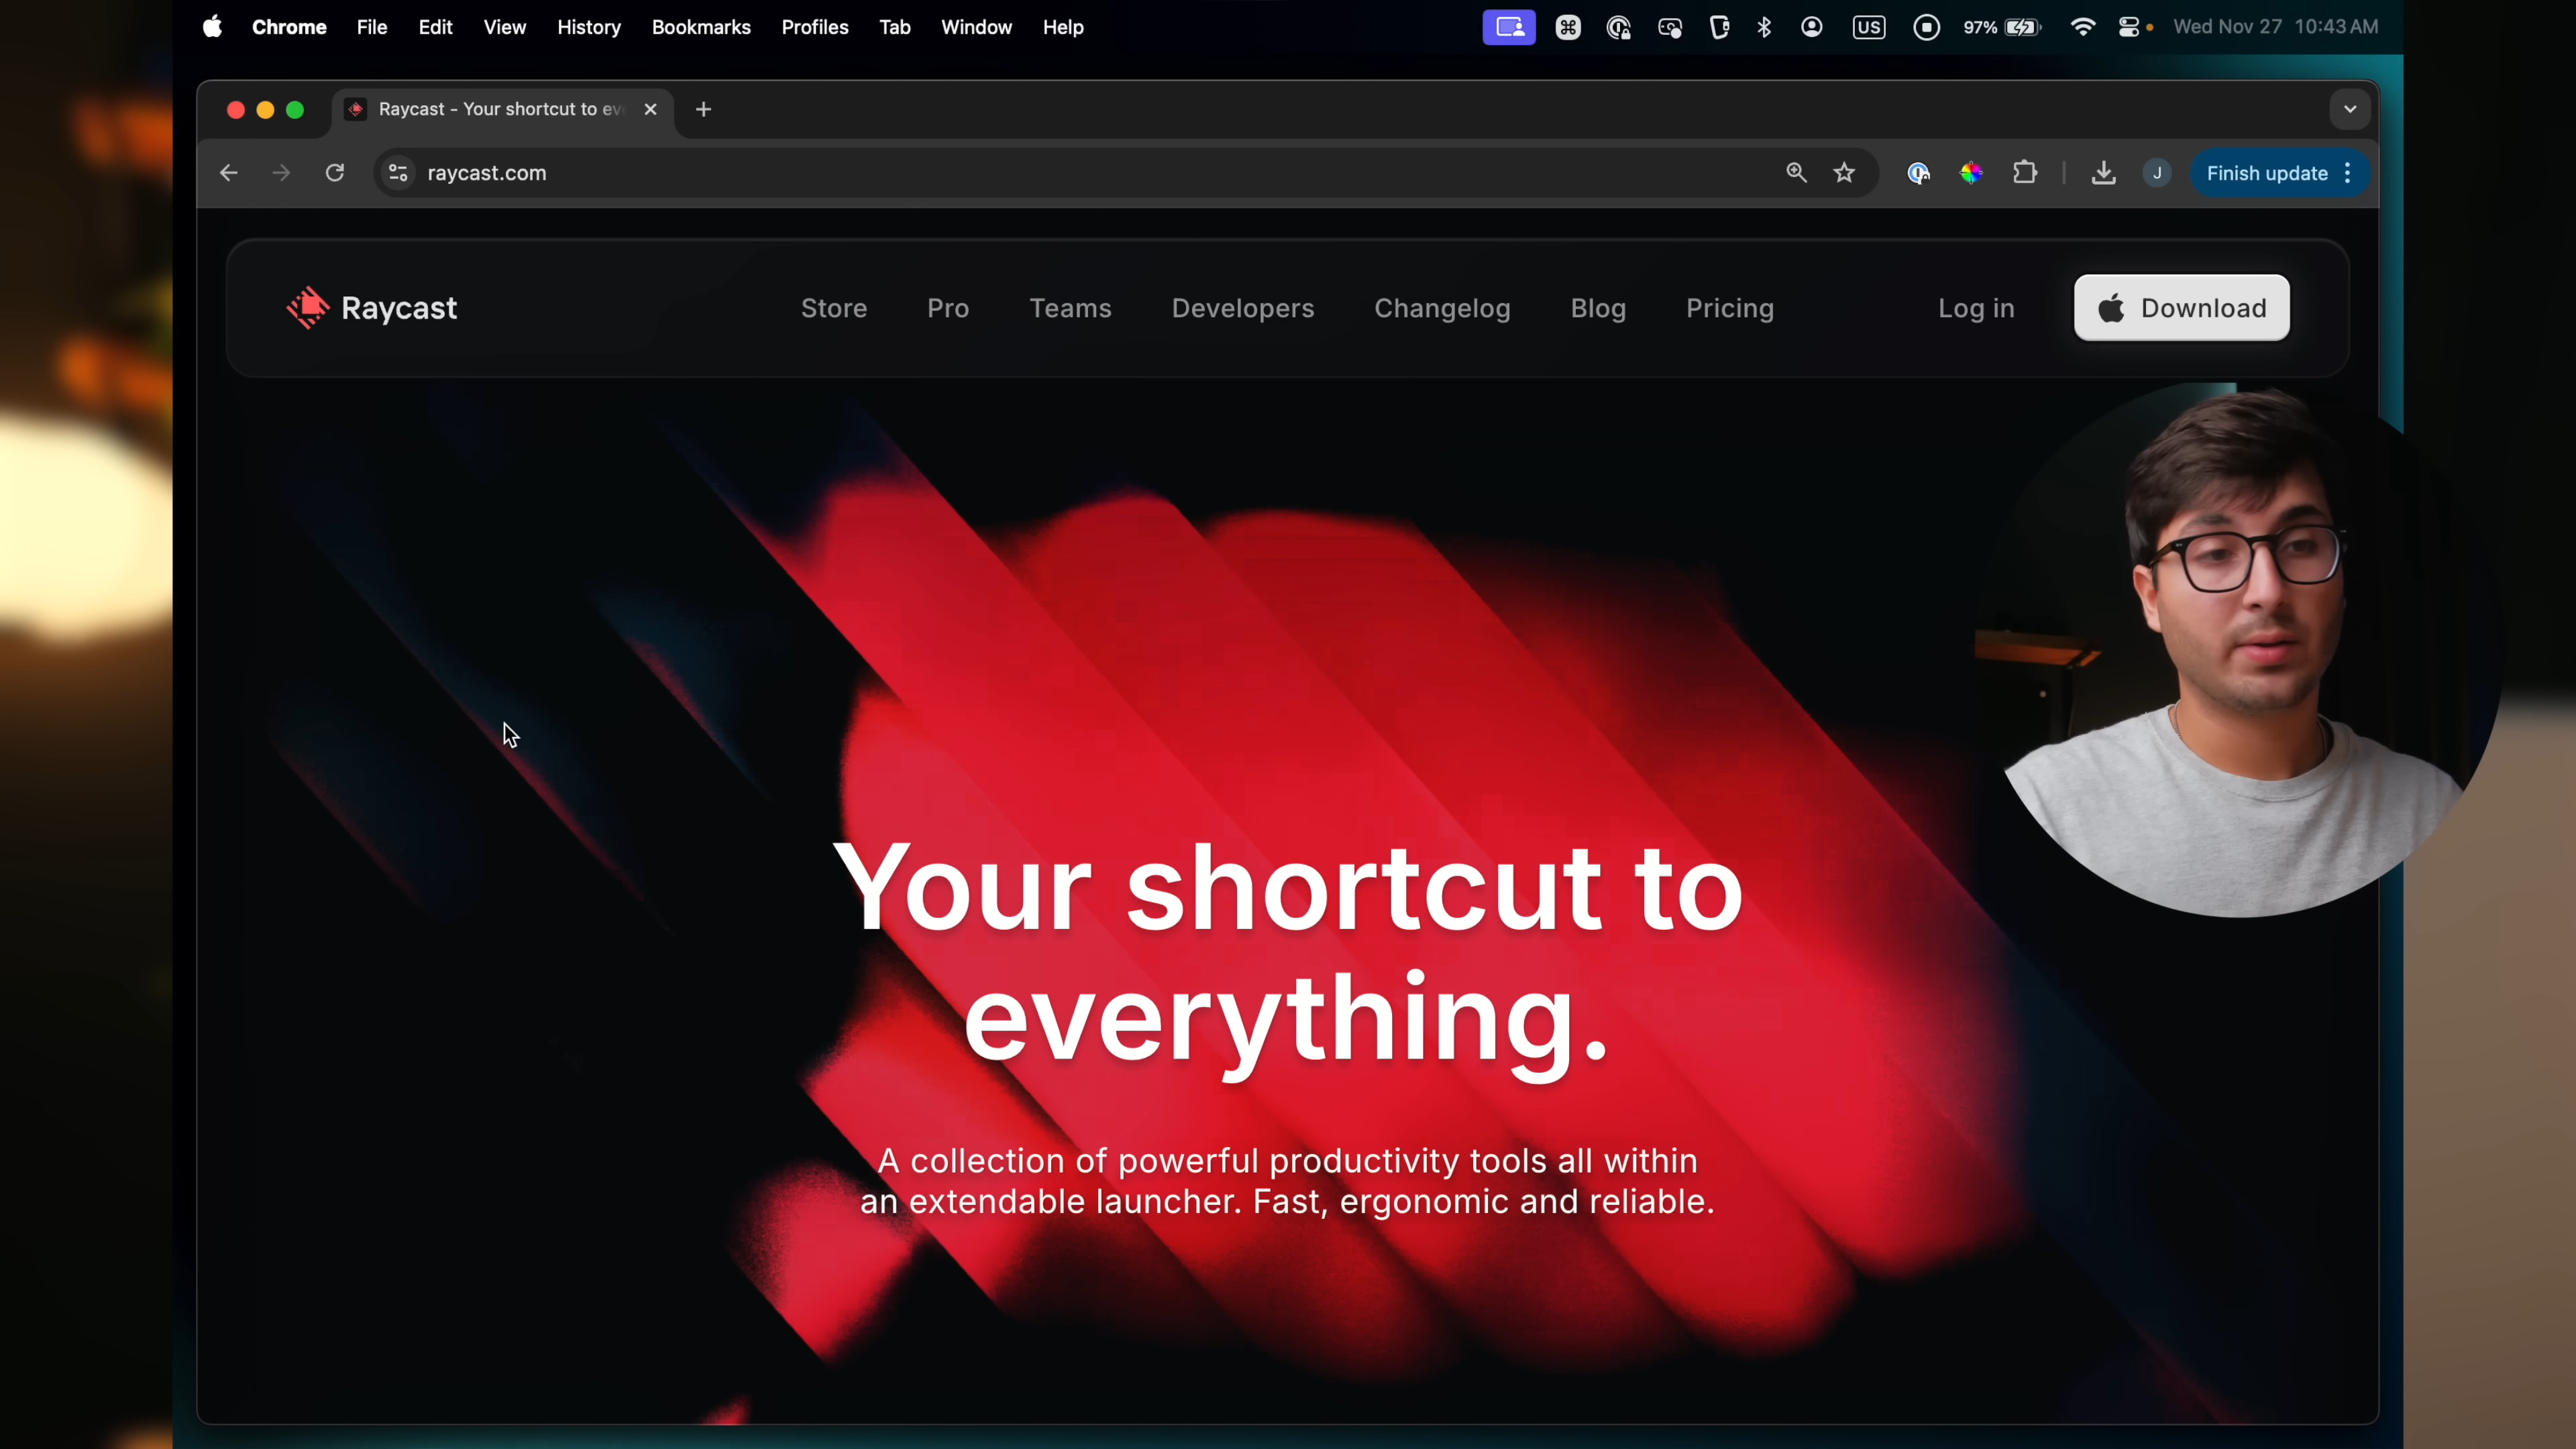 Chrome File Edit View History Bookmarks Profiles Tab Window Help US 97% Wed Nov 27 10:43 AM
Raycast - Your shortcut to ev
raycast.com J Finish update
Raycast Store Pro Teams Developers Changelog Blog Pricing Log in Download
Your shortcut to
everything.
A collection of powerful productivity tools all within
an extendable launcher. Fast, ergonomic and reliable.